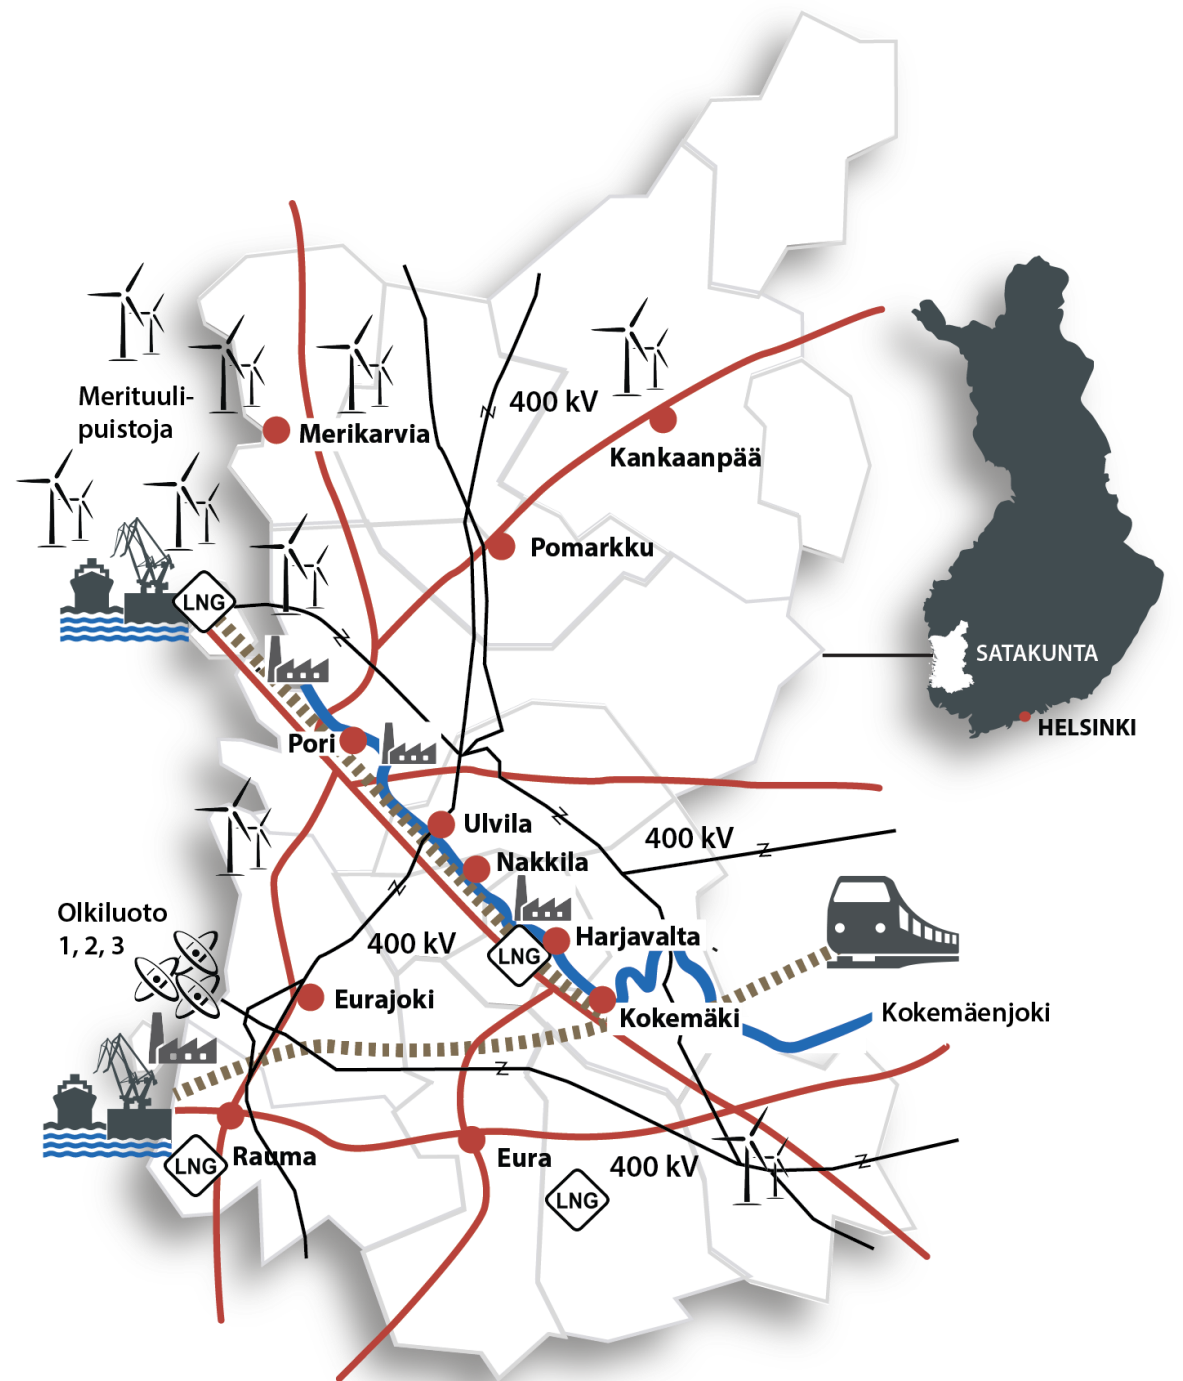 400 kV
Merituuli-
puistoja
Merikarvia
Kankaanpää
Pomarkku
LNG
SATAKUNTA
HELSINKI
Pori
Ulvila
400 kV
Nakkila
Olkiluoto
1, 2, 3
400 kV
Harjavalta
LNG
Eurajoki
Kokemäki
Kokemäenjoki
Rauma
LNG
Eura
400 kV
LNG